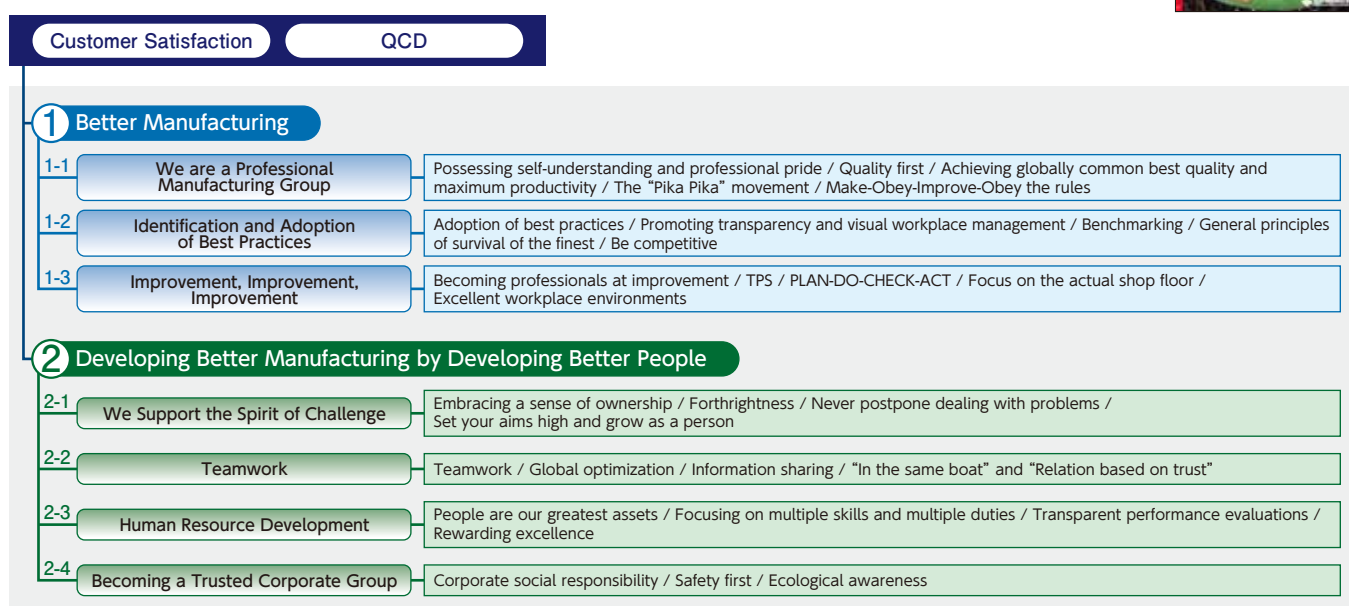 Customer Satisfaction
QCD
1 Better Manufacturing
1-1
We are a Professional
Manufacturing Group
Possessing self-understanding and professional pride / Quality first / Achieving globally common best quality and
maximum productivity / The “Pika Pika” movement / Make-Obey-Improve-Obey the rules
1-2
Identification and Adoption
of Best Practices
Adoption of best practices / Promoting transparency and visual workplace management / Benchmarking / General principles
of survival of the finest / Be competitive
1-3
Improvement, Improvement,
Improvement
Becoming professionals at improvement / TPS / PLAN-DO-CHECK-ACT / Focus on the actual shop floor /
Excellent workplace environments
2 Developing Better Manufacturing by Developing Better People
2-1
We Support the Spirit of Challenge
Embracing a sense of ownership / Forthrightness / Never postpone dealing with problems /
Set your aims high and grow as a person
2-2
Teamwork
Teamwork / Global optimization / Information sharing / “In the same boat” and “Relation based on trust”
2-3
Human Resource Development
People are our greatest assets / Focusing on multiple skills and multiple duties / Transparent performance evaluations /
Rewarding excellence
2-4
Becoming a Trusted Corporate Group
Corporate social responsibility / Safety first / Ecological awareness